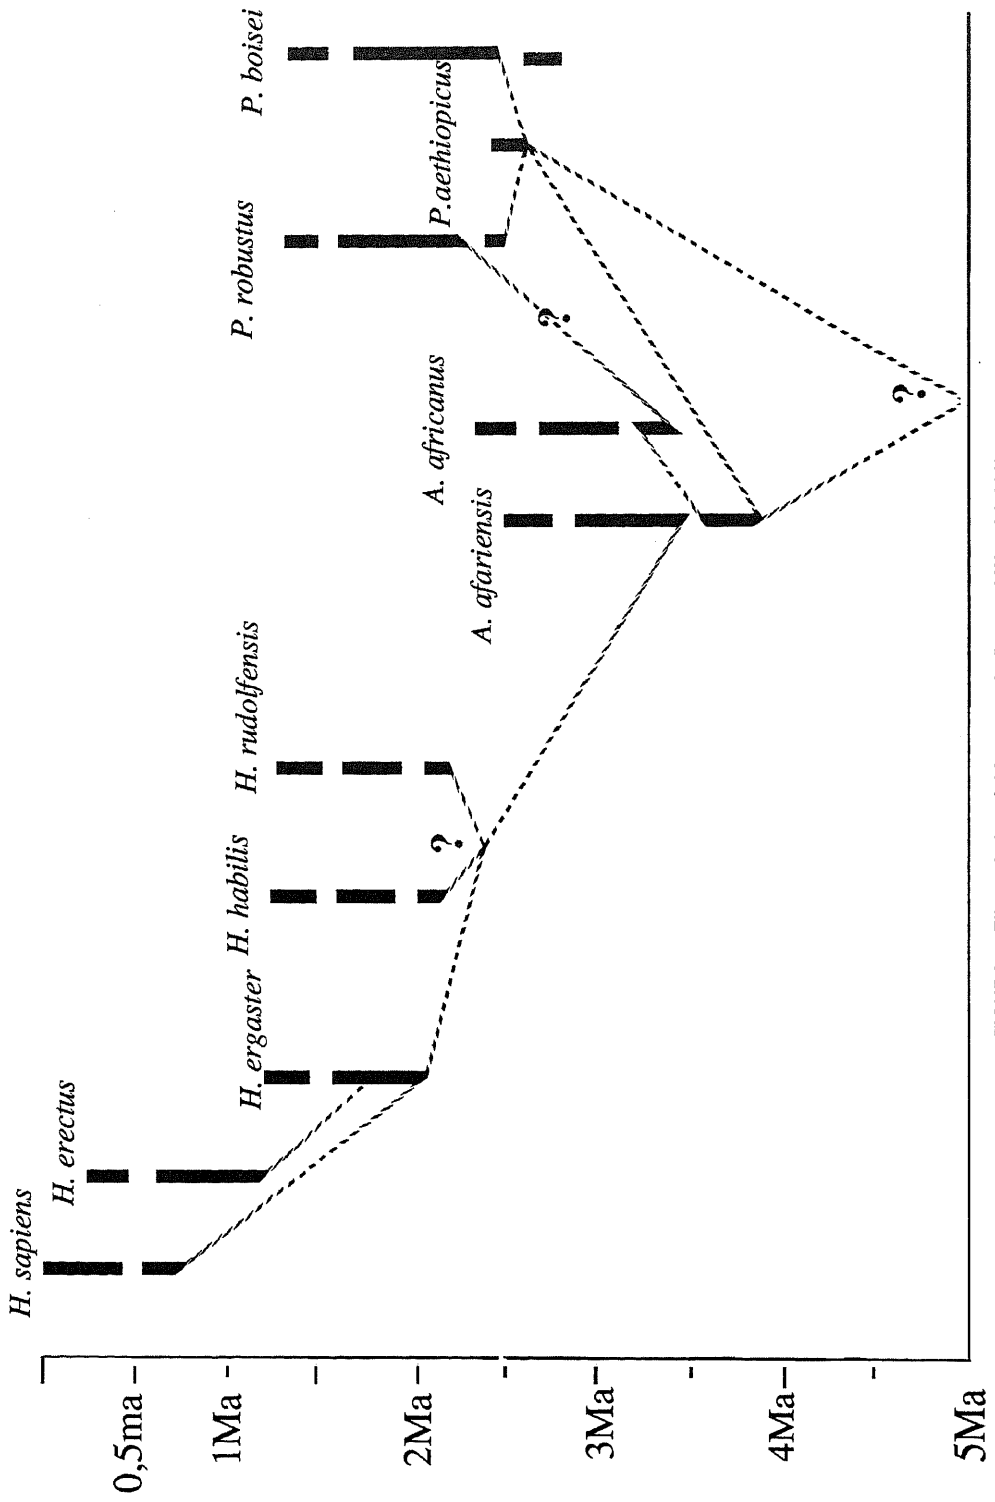 H. sapiens
H. erectus
H. ergaster
H. habilis
H. rudolfensis
A. afariensis
A. africanus
P. robustus
P.aethiopicus
P. boisei
?
?
?
0,5ma
1Ma
2Ma
3Ma
4Ma
5Ma